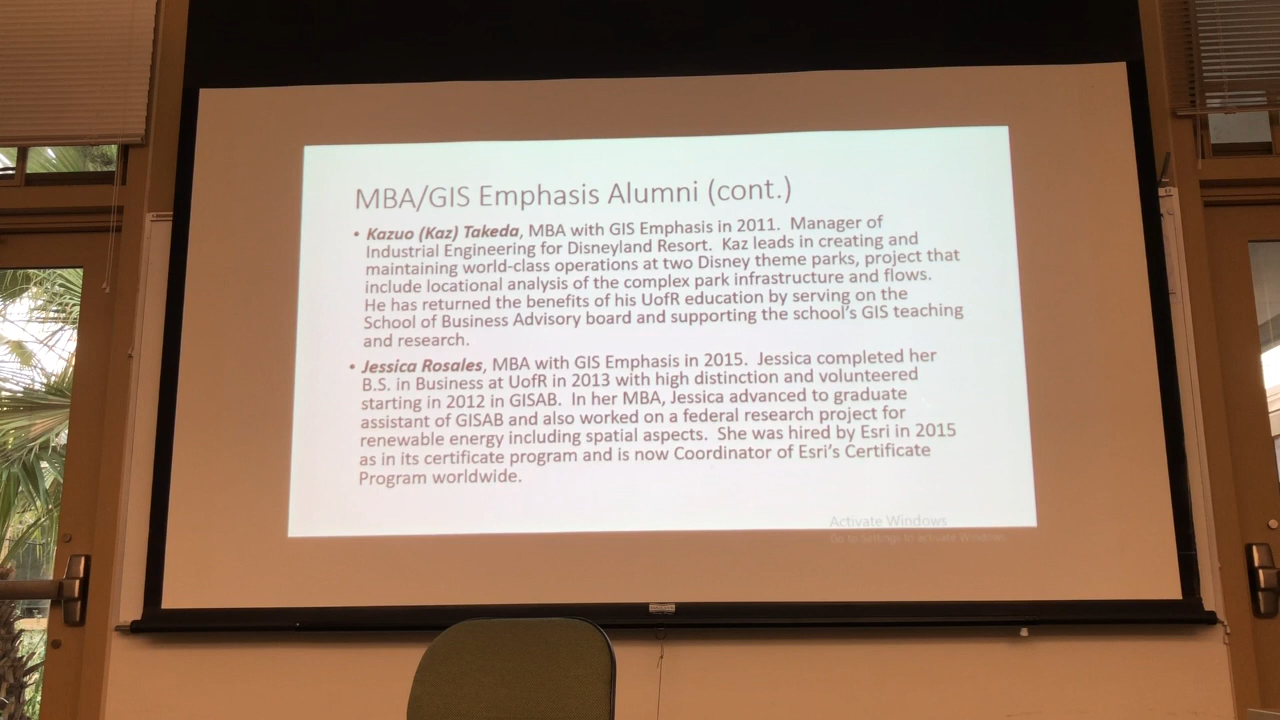 MBA/GIS Emphasis Alumni (cont.)
• Kazuo (Kaz) Takeda, MBA with GIS Emphasis in 2011. Manager of
Industrial Engineering for Disneyland Resort. Kaz leads in creating and
maintaining world-class operations at two Disney theme parks, project that
include locational analysis of the complex park infrastructure and flows.
He has returned the benefits of his UofR education by serving on the
School of Business Advisory board and supporting the school's GIS teaching
and research.
• Jessica Rosales, MBA with GIS Emphasis in 2015. Jessica completed her
B.S. in Business at UofR in 2013 with high distinction and volunteered
starting in 2012 in GISAB. In her MBA, Jessica advanced to graduate
assistant of GISAB and also worked on a federal research project for
renewable energy including spatial aspects. She was hired by Esri in 2015
as in its certificate program and is now Coordinator of Esri's Certificate
Program worldwide.
Activate Windows
Go to Settings to activate Windows.